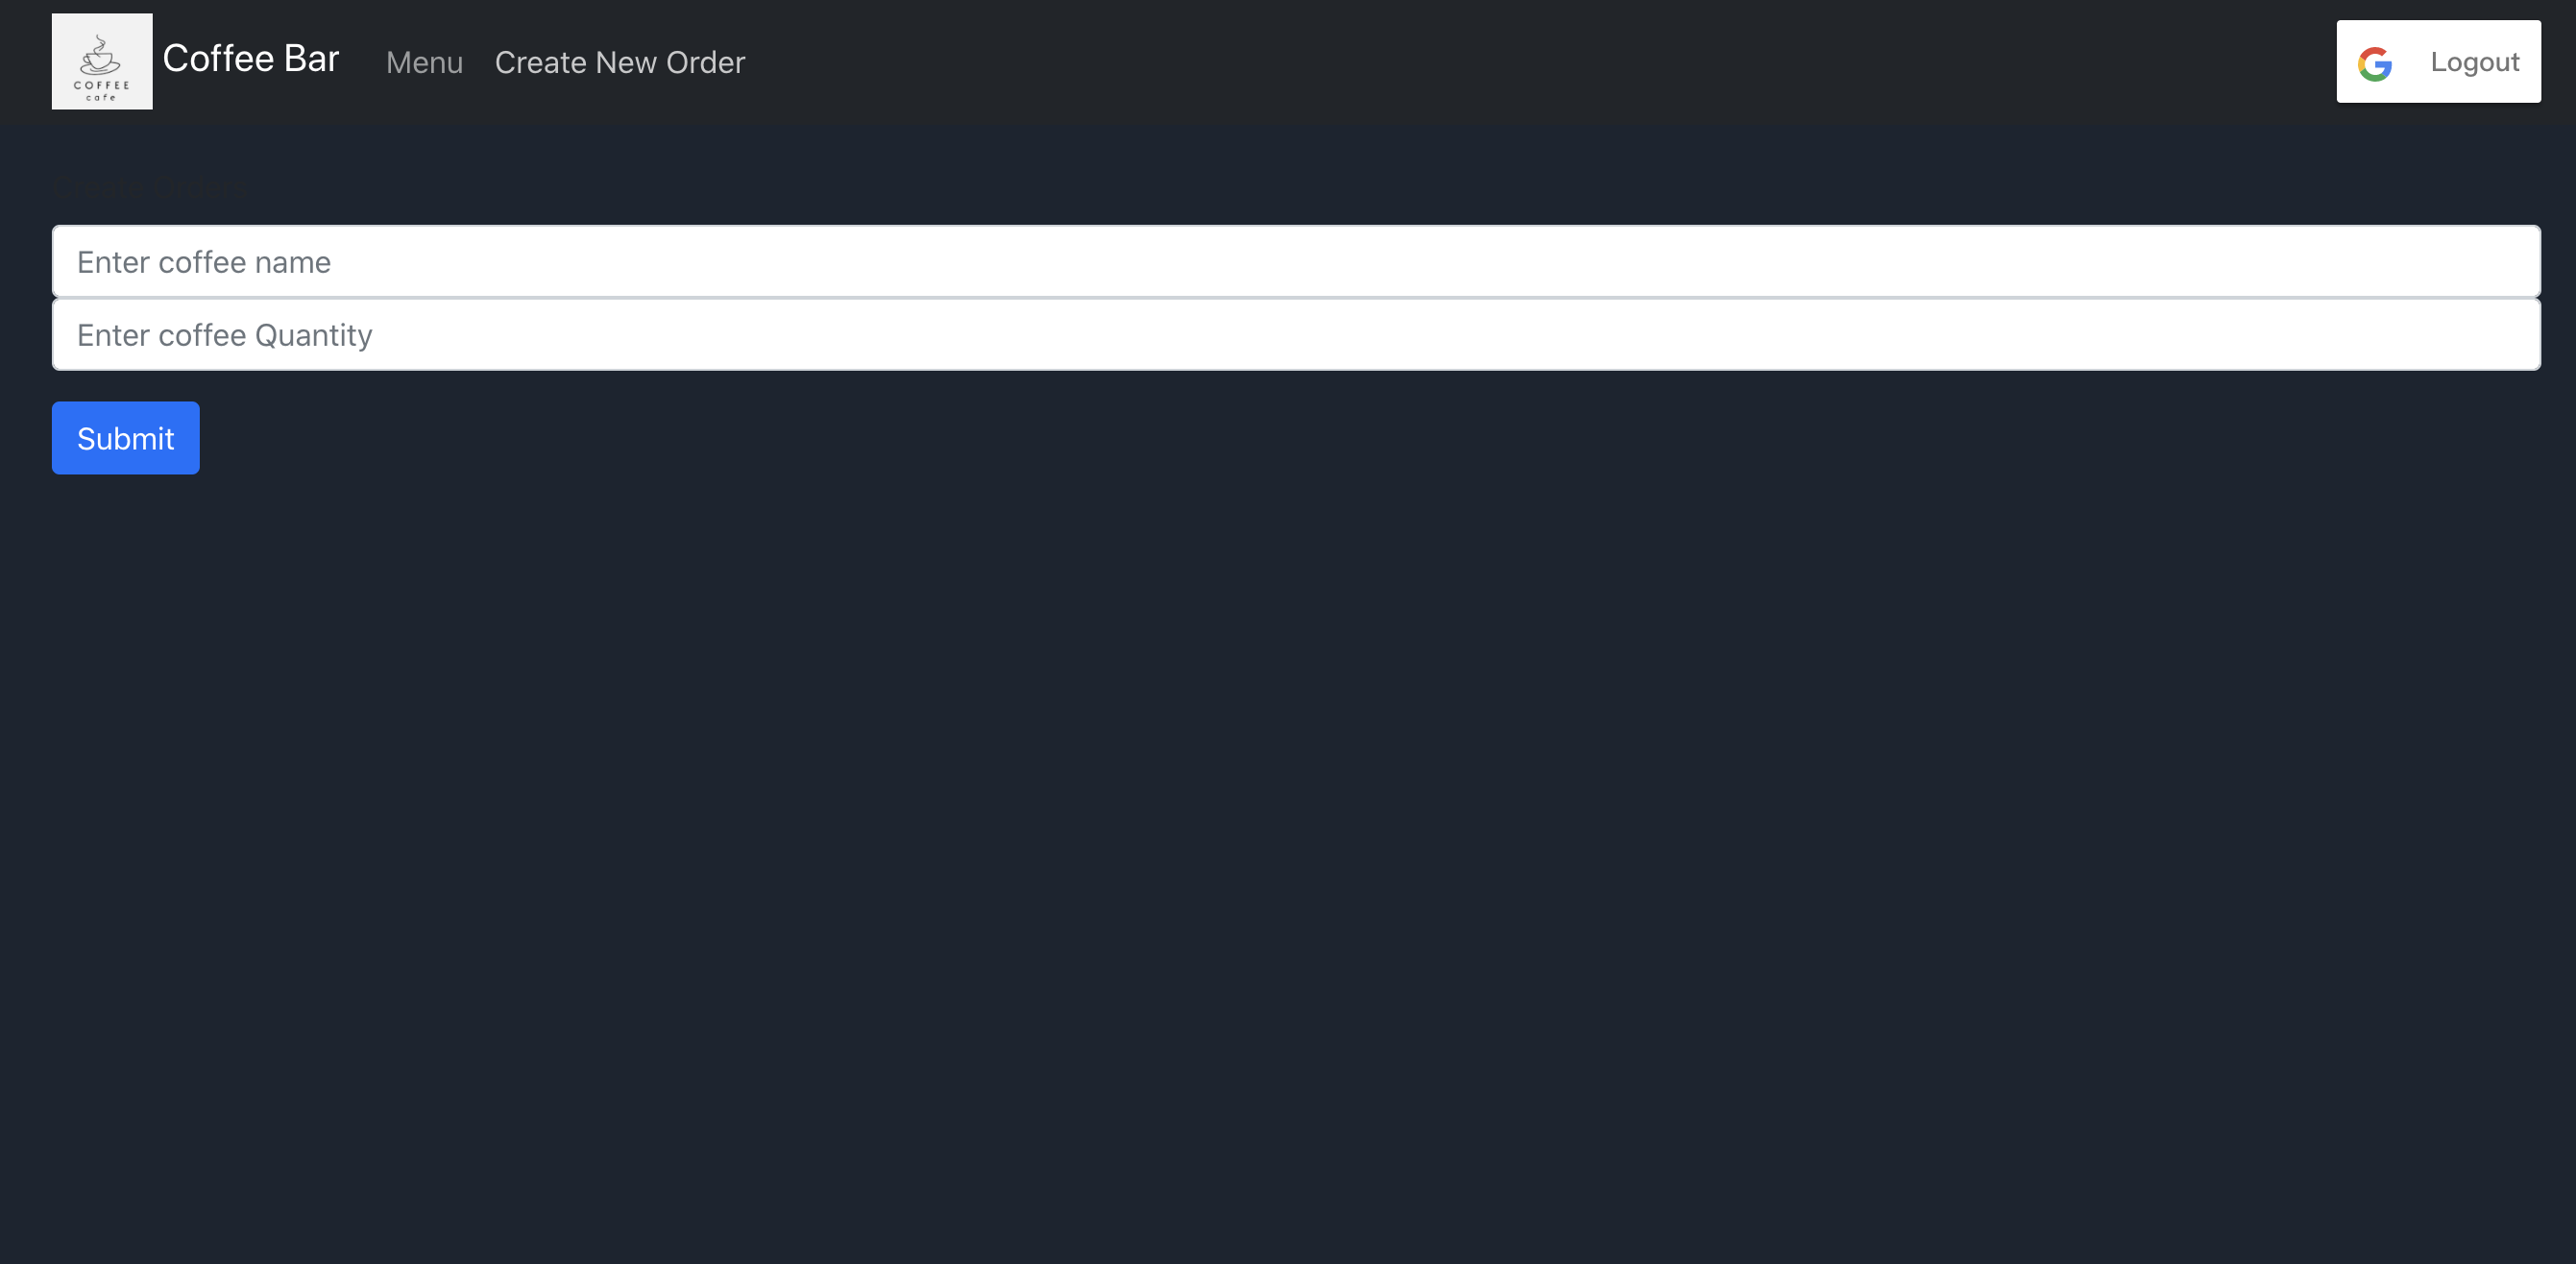 COFFEE
cafe
Coffee Bar
Menu
Create New Order
Logout
Create Orders
Enter coffee name
Enter coffee Quantity
Submit